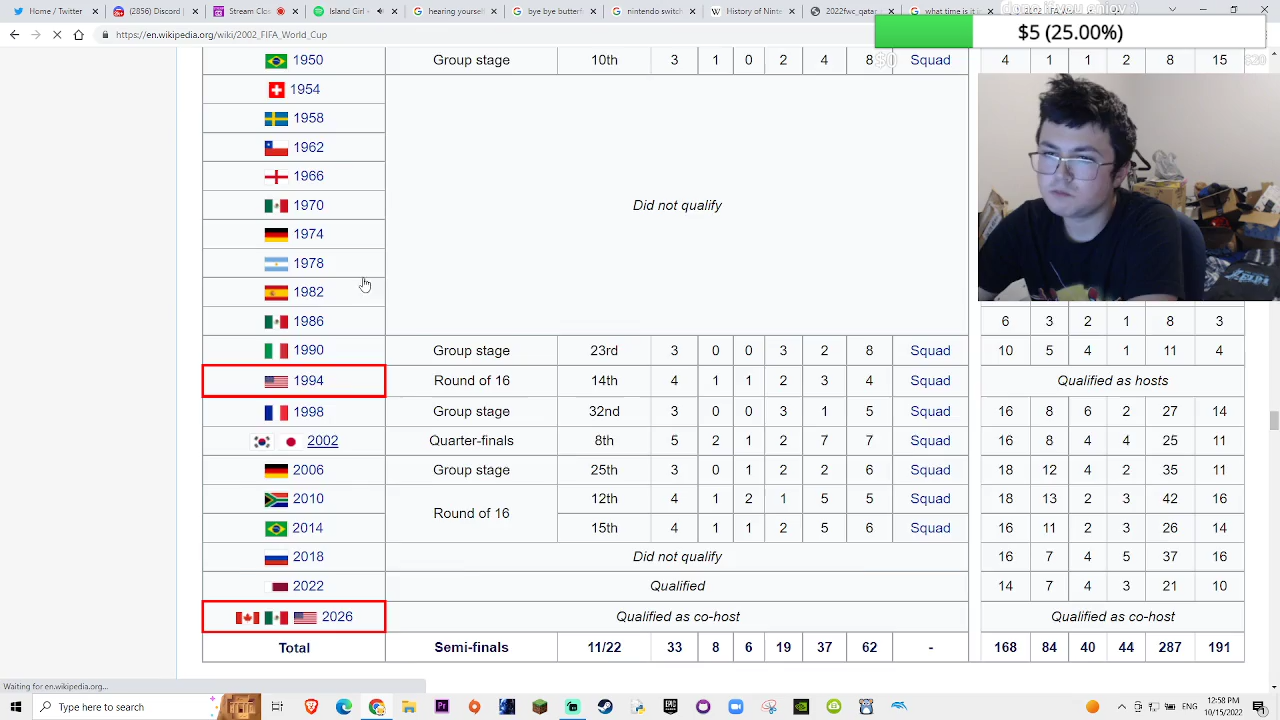 (2856) Discord |
Stream is
Island Girl -
hearing your
bye bye butterf
nintendo switc
History of Ninte
2022fwc_qata
what time is i
https://en.wikipedia.org/wiki/2002_FIFA_World_Cup
$5 (25.00%)
$0
$20
1950 Group stage 10th 3 1 0 2 4 8 Squad 4 1 1 2 8 15
1954
1958
1962
1966
1970 Did not qualify
1974
1978
1982
1986 6 3 2 1 8 3
1990 Group stage 23rd 3 0 3 2 8 Squad 10 5 4 1 11 4
1994 Round of 16 14th 4 1 1 2 3 4 Squad Qualified as hosts
1998 Group stage 32nd 3 0 3 1 5 Squad 16 8 6 2 27 14
2002 Quarter-finals 8th 5 2 1 2 7 7 Squad 16 8 4 4 25 11
2006 Group stage 25th 3 1 0 2 2 6 Squad 18 12 4 2 35 11
2010 Round of 16 12th 4 1 2 1 5 5 Squad 18 13 2 3 42 16
2014 15th 4 1 1 2 5 6 Squad 16 11 2 3 26 14
2018 Did not qualify 16 7 4 5 37 16
2022 Qualified 14 7 4 3 21 10
2026 Qualified as co-host Qualified as co-host
Total Semi-finals 11/22 33 8 6 19 37 62 - 168 84 40 44 287 191
Waiting for en.wikipedia.org...
Type here to search
12:58 PM
10/15/2022